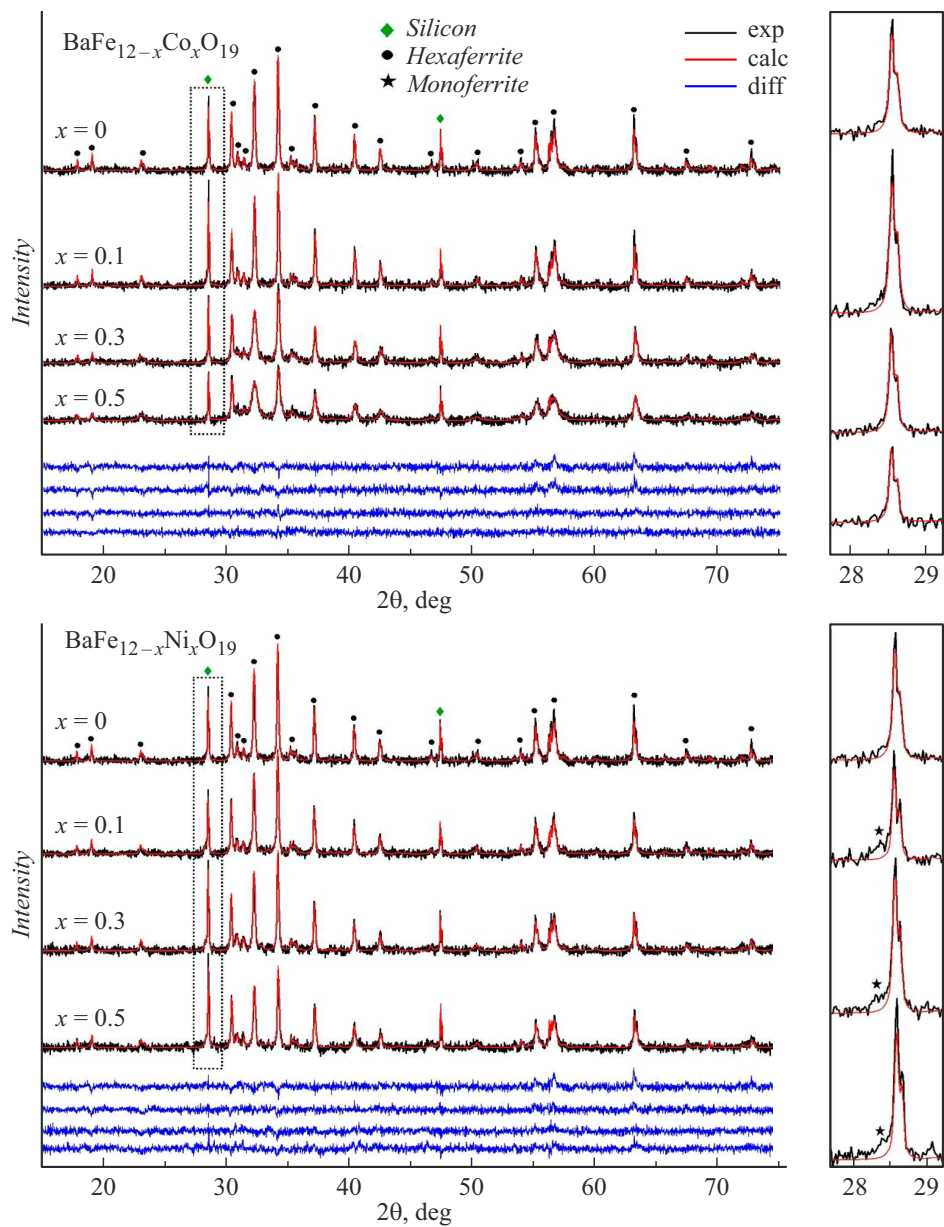 BaFe₁₂₋ₓCoₓO₁₉
Silicon
Hexaferrite
Monoferrite
exp
calc
diff
x = 0
x = 0.1
x = 0.3
x = 0.5
Intensity
20 30 40 50 60 70
2θ, deg
28 29
BaFe₁₂₋ₓNiₓO₁₉
x = 0
x = 0.1
x = 0.3
x = 0.5
Intensity
20 30 40 50 60 70
2θ, deg
28 29